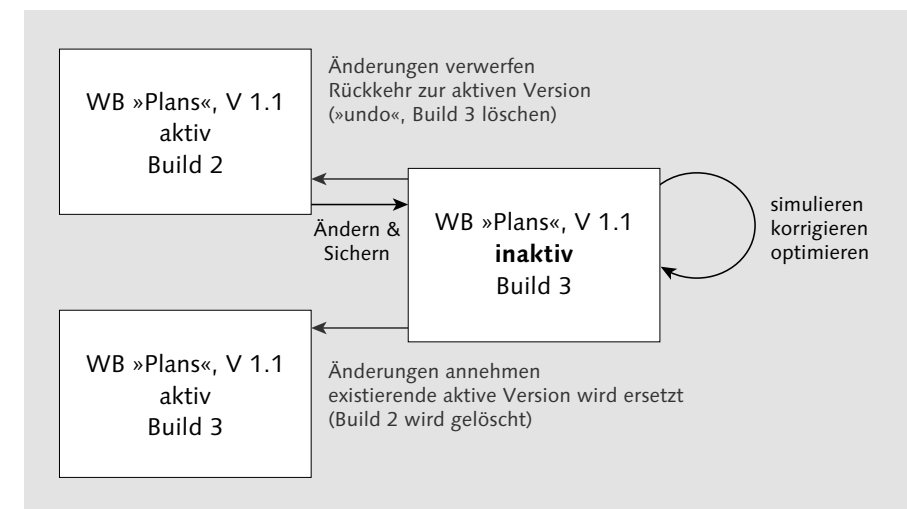 WB »Plans«, V 1.1
aktiv
Build 2
Änderungen verwerfen
Rückkehr zur aktiven Version
(»undo«, Build 3 löschen)
Ändern &
Sichern
WB »Plans«, V 1.1
inaktiv
Build 3
simulieren
korrigieren
optimieren
WB »Plans«, V 1.1
aktiv
Build 3
Änderungen annehmen
existierende aktive Version wird ersetzt
(Build 2 wird gelöscht)